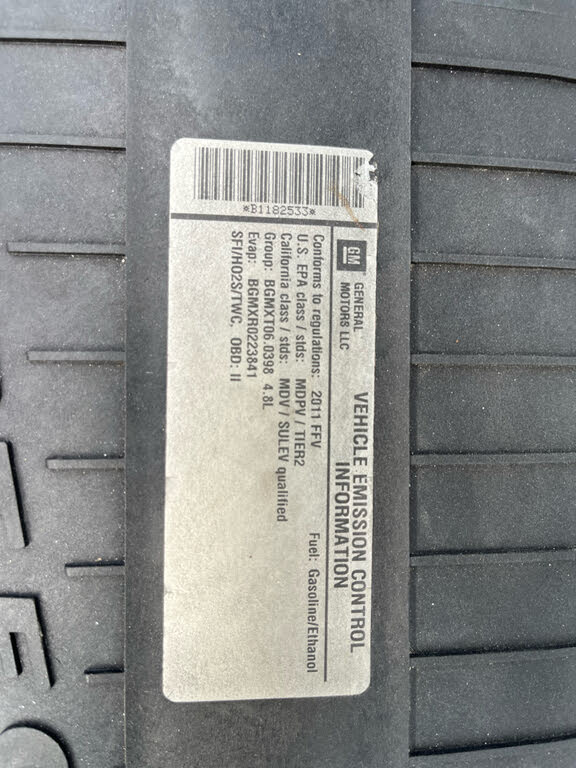 *B1182533*
GM
GENERAL
MOTORS LLC
VEHICLE EMISSION CONTROL
INFORMATION
Conforms to regulations: 2011 FFV
Fuel: Gasoline/Ethanol
U.S. EPA class / stds: MDPV / TIER2
California class / stds: MDV / SULEV qualified
Group: BGMXT06.0398 4.8L
Evap: BGMXR0223841
SFI/HO2S/TWC, OBD: II